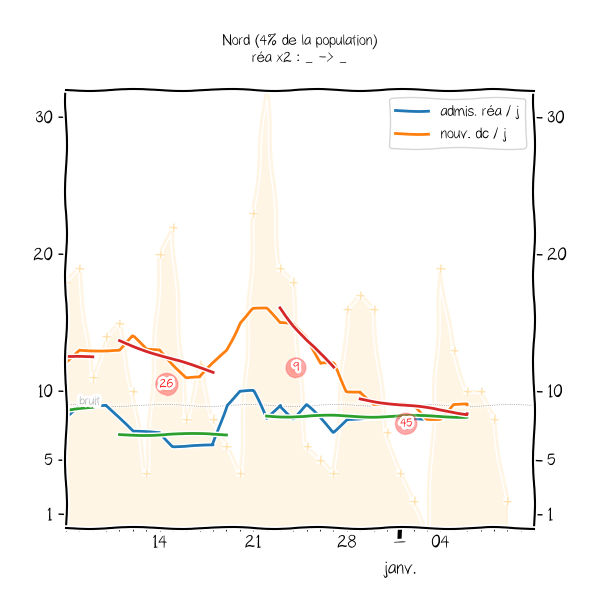 Nord (4% de la population)
réa x2 : _ -> _
admis. réa / j
nouv. dc / j
30 30
20 20
10 10
5 5
1 1
bruit
26
9
45
14 21 28 1 04
janv.